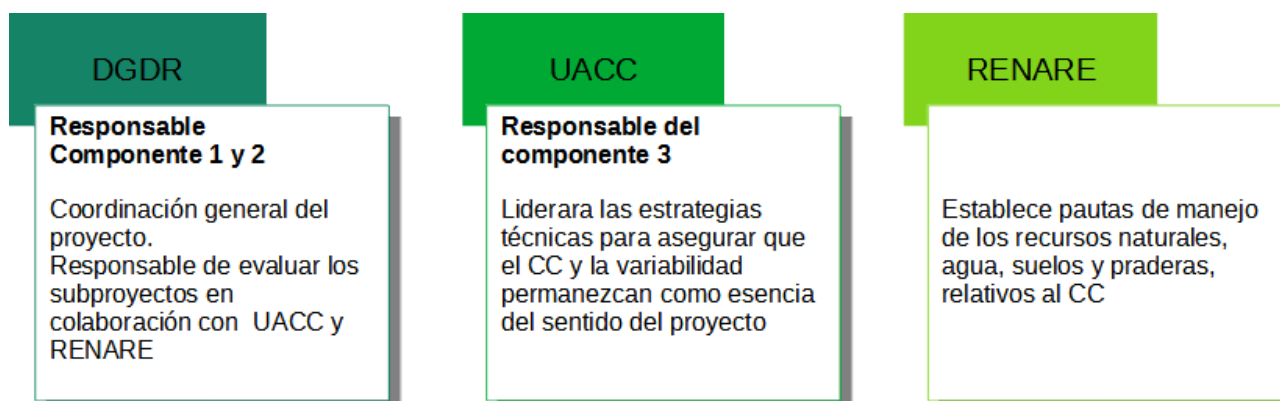 DGDR
Responsable
Componente 1 y 2
Coordinación general del
proyecto.
Responsable de evaluar los
subproyectos en
colaboración con  UACC y
RENARE
UACC
Responsable del
componente 3
Liderara las estrategias
técnicas para asegurar que
el CC y la variabilidad
permanezcan como esencia
del sentido del proyecto
RENARE
Establece pautas de manejo
de los recursos naturales,
agua, suelos y praderas,
relativos al CC